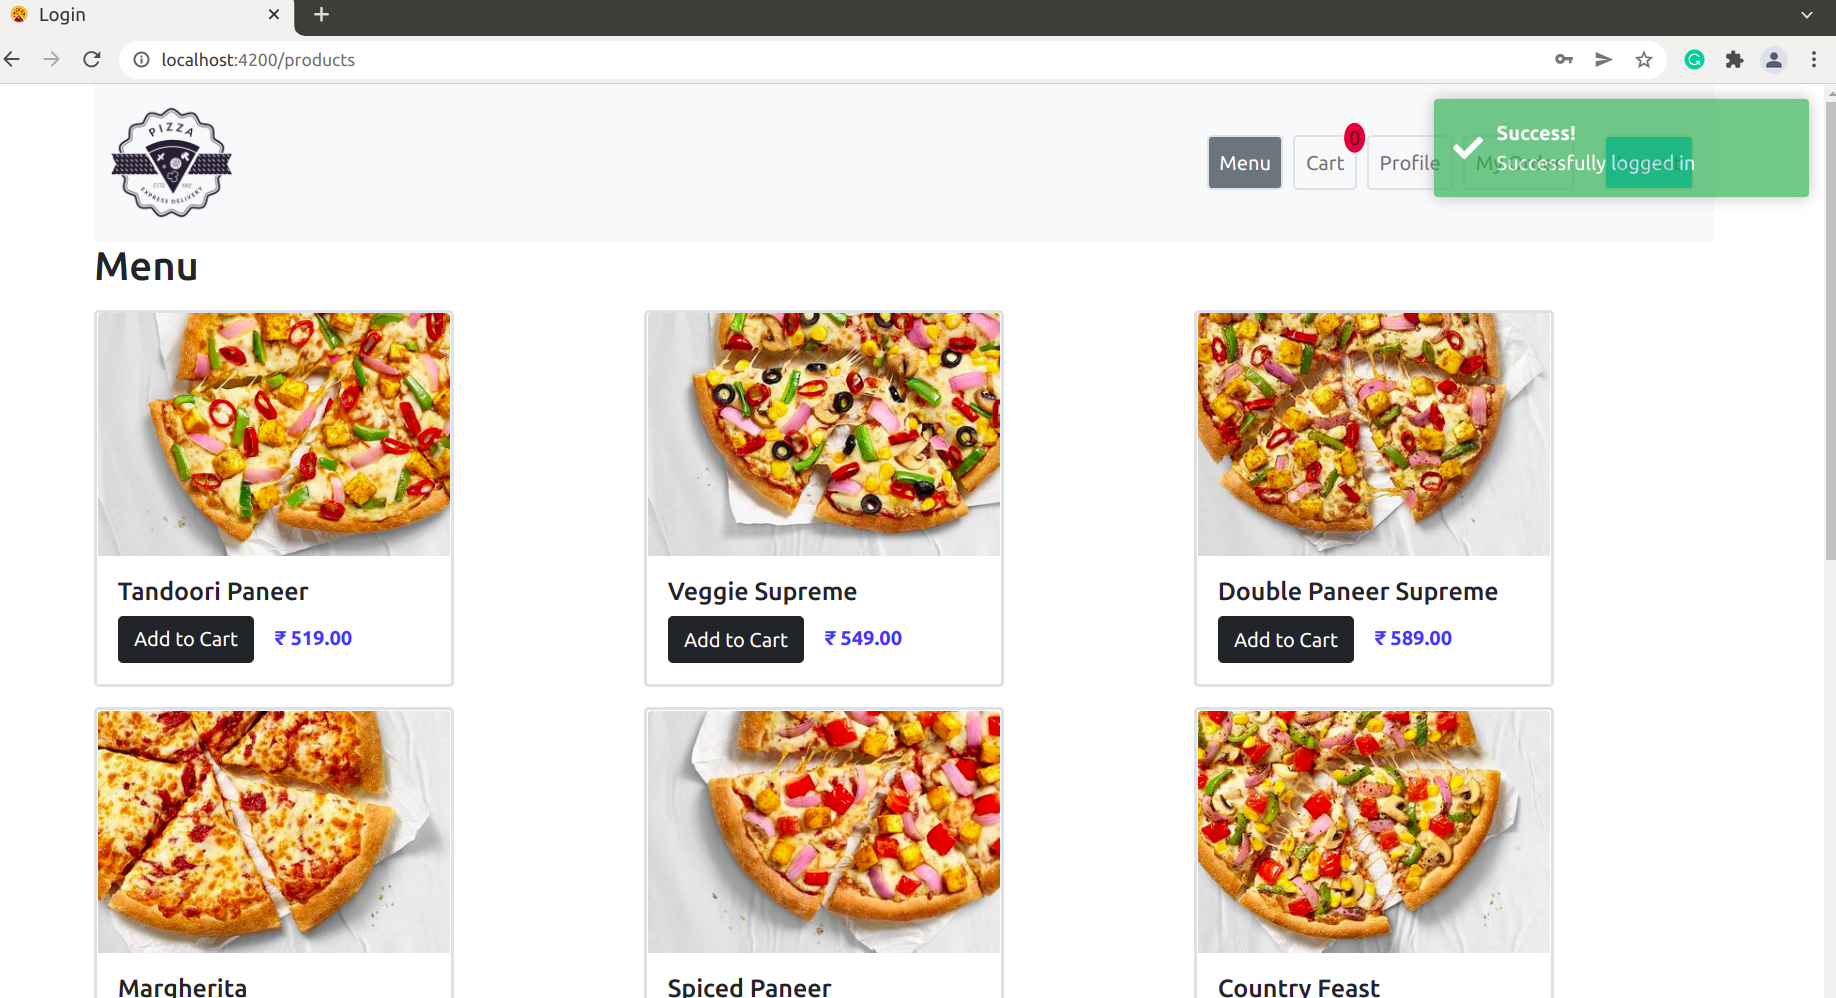 Login
localhost:4200/products
PIZZA
ESTD 1992
EXPRESS DELIVERY
Menu
Cart
0
Profile
Success!
Successfully logged in
Menu
Tandoori Paneer
Add to Cart ₹ 519.00
Veggie Supreme
Add to Cart ₹ 549.00
Double Paneer Supreme
Add to Cart ₹ 589.00
Margherita
Spiced Paneer
Country Feast